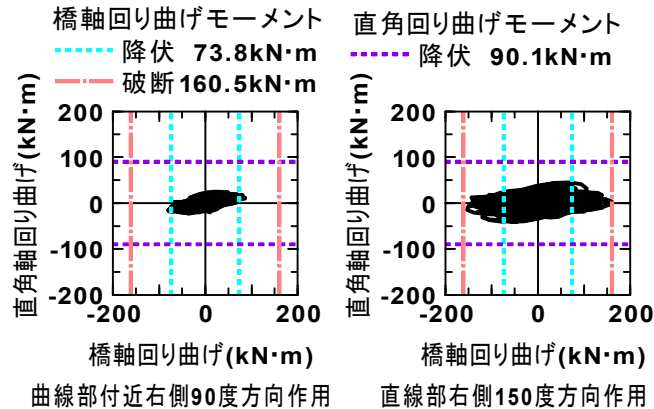 橋軸回り曲げモーメント 直角回り曲げモーメント
降伏 73.8kN·m 降伏 90.1kN·m
破断160.5kN·m
200 200
100 100
0 0
-100 -100
-200 -200
直角軸回り曲げ(kN·m) 直角軸回り曲げ(kN·m)
-200 0 200 -200 0 200
橋軸回り曲げ(kN·m) 橋軸回り曲げ(kN·m)
曲線部付近右側90度方向作用 直線部右側150度方向作用